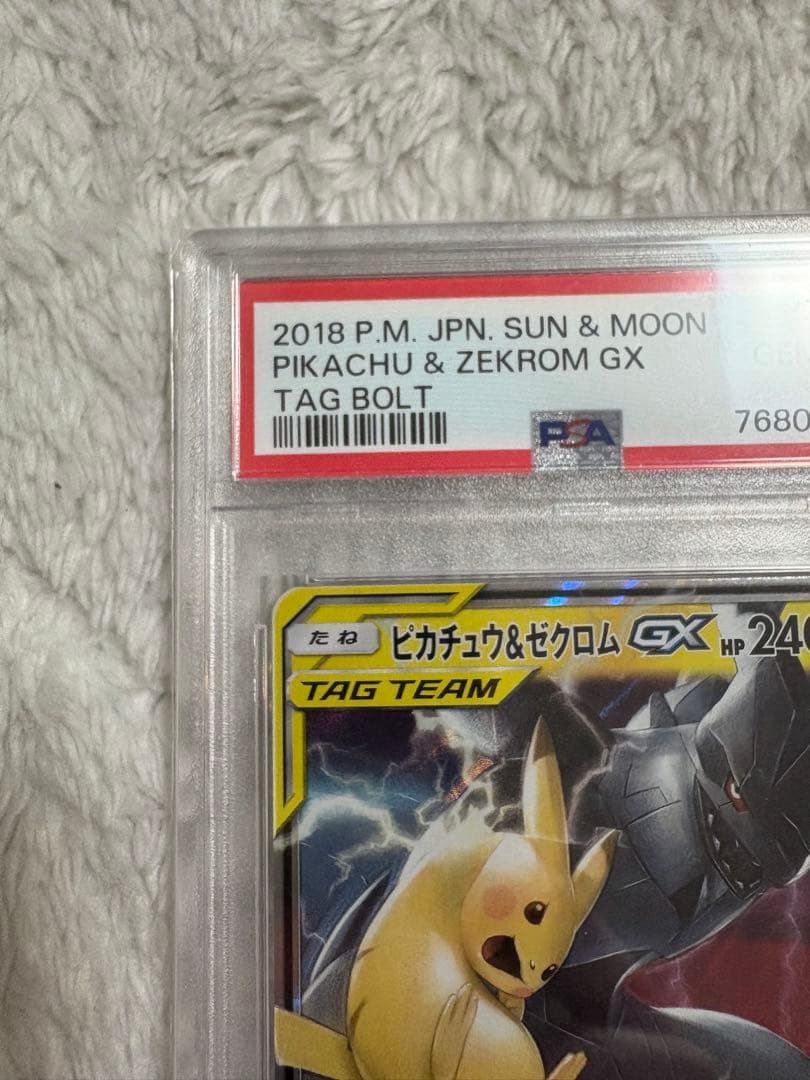 2018 P.M. JPN. SUN & MOON
PIKACHU & ZEKROM GX
TAG BOLT
PSA
7680
たね ピカチュウ&ゼクロム GX HP 240
TAG TEAM